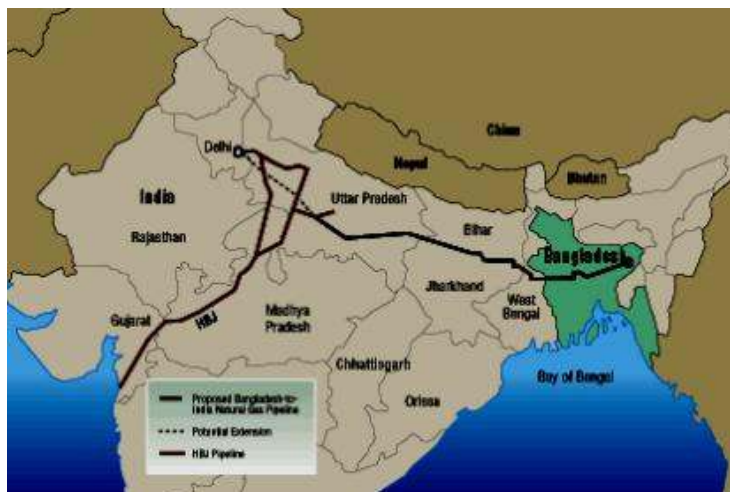 China
Delhi
Nepal
Bhutan
India
Uttar Pradesh
Rajasthan
Bihar
Bangladesh
Jharkhand
West
Bengal
Gujarat
HBJ
Madhya
Pradesh
Chhattisgarh
Bay of Bengal
Orissa
Proposed Bangladesh-to-
India Natural Gas Pipeline
Potential Extension
HBJ Pipeline